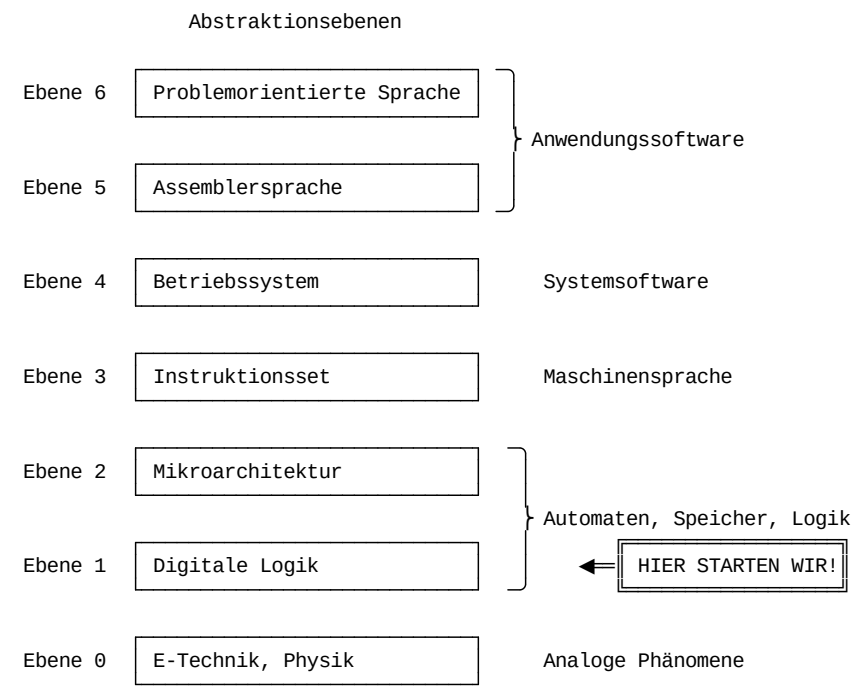 Abstraktionsebenen
Ebene 6 Problemorientierte Sprache
Anwendungssoftware
Ebene 5 Assemblersprache
Ebene 4 Betriebssystem Systemsoftware
Ebene 3 Instruktionsset Maschinensprache
Ebene 2 Mikroarchitektur
Automaten, Speicher, Logik
Ebene 1 Digitale Logik HIER STARTEN WIR!
Ebene 0 E-Technik, Physik Analoge Phänomene